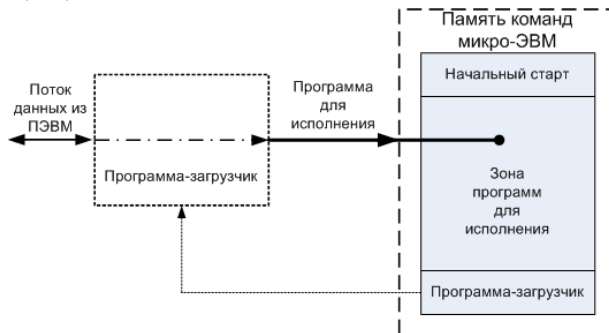 Память команд
микро-ЭВМ
Начальный старт
Поток
данных из
ПЭВМ
Программа
для
исполнения
Программа-загрузчик
Зона
программ
для
исполнения
Программа-загрузчик